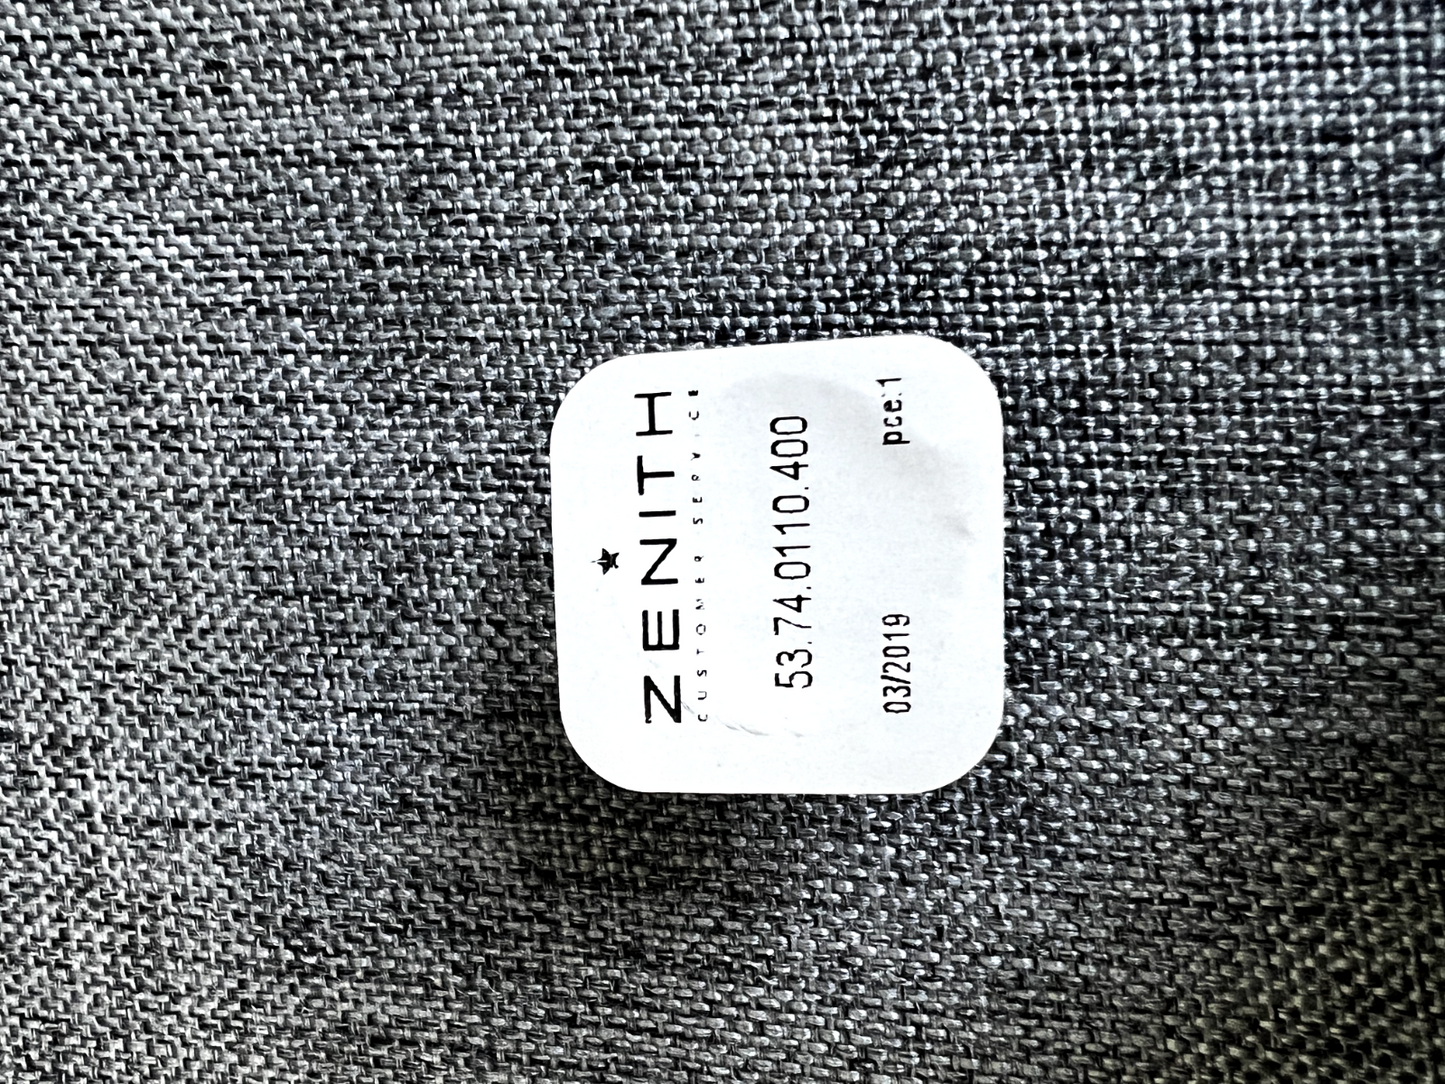 ZENITH
CUSTOMER SERVICE
53.74.0110.400
03/2019 pce:1